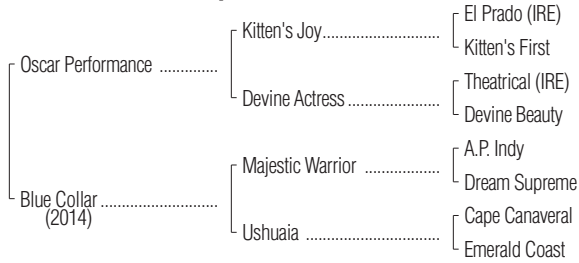 El Prado (IRE)
Kitten's Joy........................
Kitten's First
Oscar Performance ..............
Theatrical (IRE)
Devine Actress ......................
Devine Beauty
A.P. Indy
Majestic Warrior ..................
Dream Supreme
Blue Collar ............................
(2014)
Cape Canaveral
Ushuaia ................................
Emerald Coast